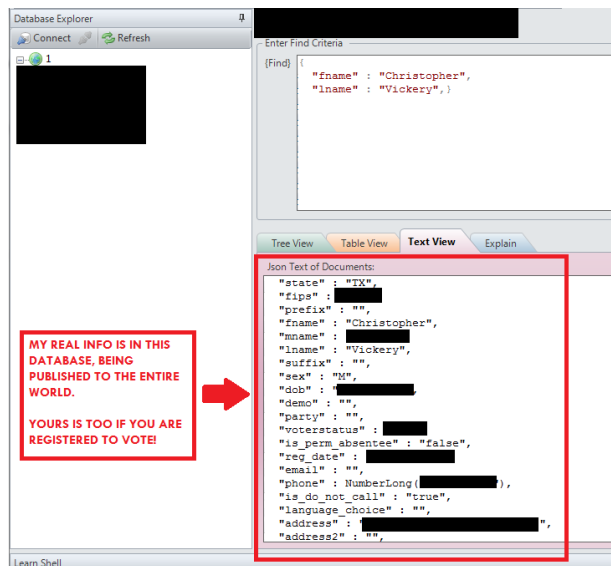 Database Explorer
Connect
Refresh
1
Enter Find Criteria
{Find}
{
"fname" : "Christopher",
"lname" : "Vickery",}
Tree View
Table View
Text View
Explain
Json Text of Documents:
"state" : "TX",
"fips" :
"prefix" : "",
"fname" : "Christopher",
"mname" :
"lname" : "Vickery",
"suffix" : "",
"sex" : "M",
"dob" : "
,
"demo" : "",
"party" : "",
"voterstatus" :
"is_perm_absentee" : "false",
"reg_date" :
"email" : "",
"phone" : NumberLong(
"),
"is_do_not_call" : "true",
"language_choice" : "",
"address" : "
",
"address2" : "",
MY REAL INFO IS IN THIS
DATABASE, BEING
PUBLISHED TO THE ENTIRE
WORLD.
YOURS IS TOO IF YOU ARE
REGISTERED TO VOTE!
Learn Shell